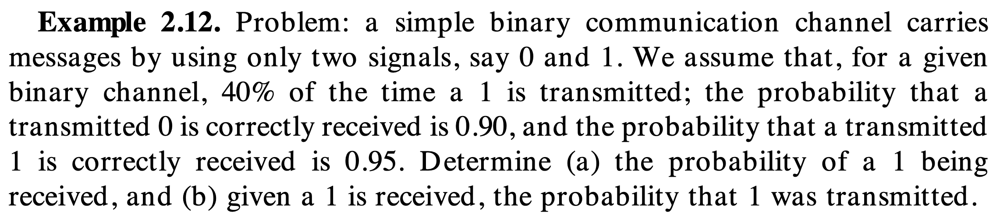 Example 2.12. Problem: a simple binary communication channel carries
messages by using only two signals, say 0 and 1. We assume that, for a given
binary channel, 40% of the time a 1 is transmitted; the probability that a
transmitted 0 is correctly received is 0.90, and the probability that a transmitted
1 is correctly received is 0.95. Determine (a) the probability of a 1 being
received, and (b) given a 1 is received, the probability that 1 was transmitted.